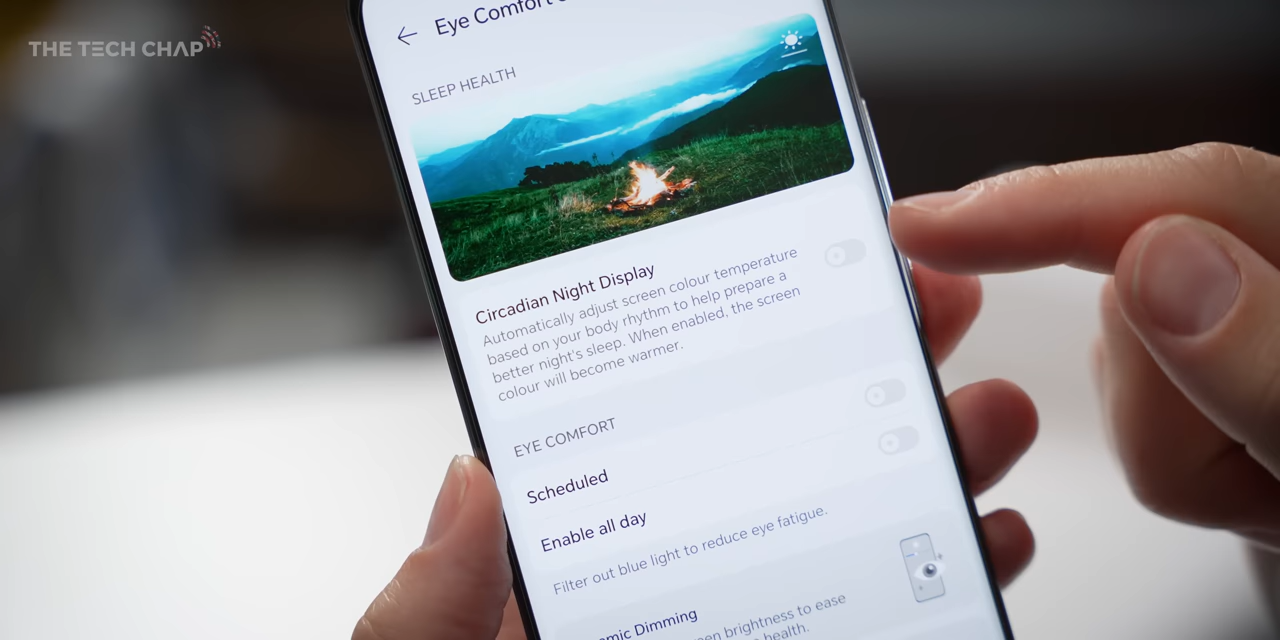 THE TECH CHAP
Eye Comfort
SLEEP HEALTH
Circadian Night Display
Automatically adjust screen colour temperature
based on your body rhythm to help prepare a
better night's sleep. When enabled, the screen
colour will become warmer.
EYE COMFORT
Scheduled
Enable all day
Filter out blue light to reduce eye fatigue.
Dimming
brightness to ease
health.